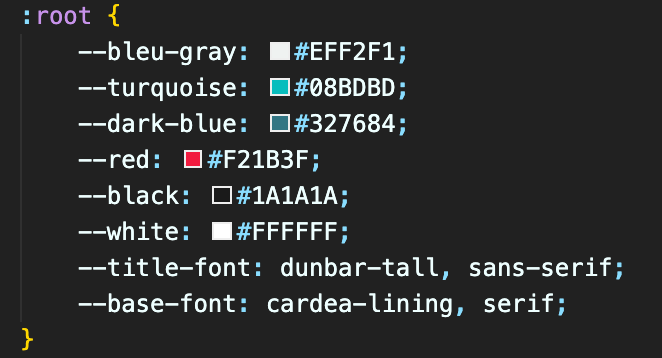 :root {
--bleu-gray: #EFF2F1;
--turquoise: #08BDBD;
--dark-blue: #327684;
--red: #F21B3F;
--black: #1A1A1A;
--white: #FFFFFF;
--title-font: dunbar-tall, sans-serif;
--base-font: cardea-lining, serif;
}